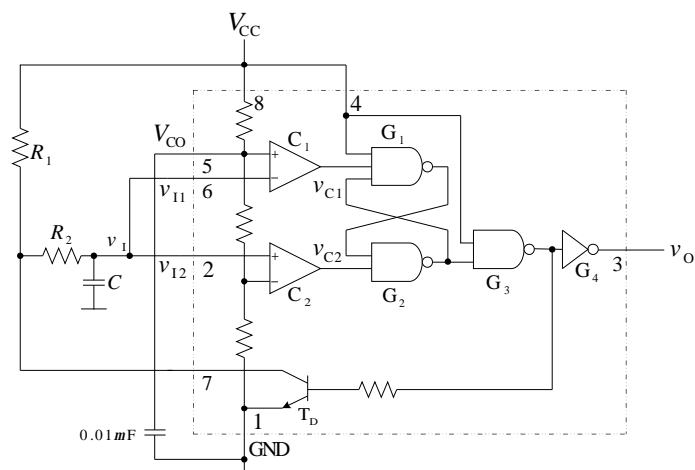 V_CC
8
4
G_1
V_CO
C_1
R_1
5
v_I1
6
v_C1
R_2
v_I
v_I2
2
v_C2
C
C_2
G_2
G_3
G_4
3
v_O
7
T_D
1
0.01mF
GND
+
−
+
−